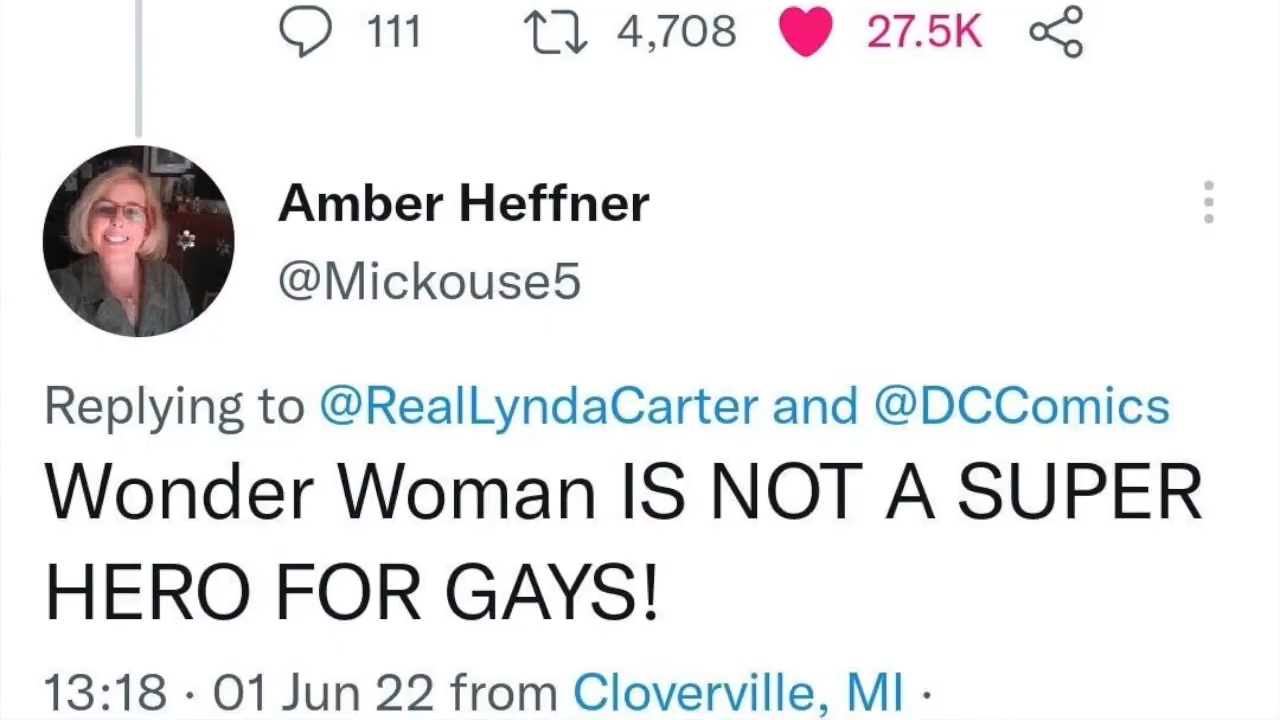 111 4,708 27.5K
Amber Heffner
@Mickouse5
Replying to @RealLyndaCarter and @DCComics
Wonder Woman IS NOT A SUPER
HERO FOR GAYS!
13:18 · 01 Jun 22 from Cloverville, MI ·